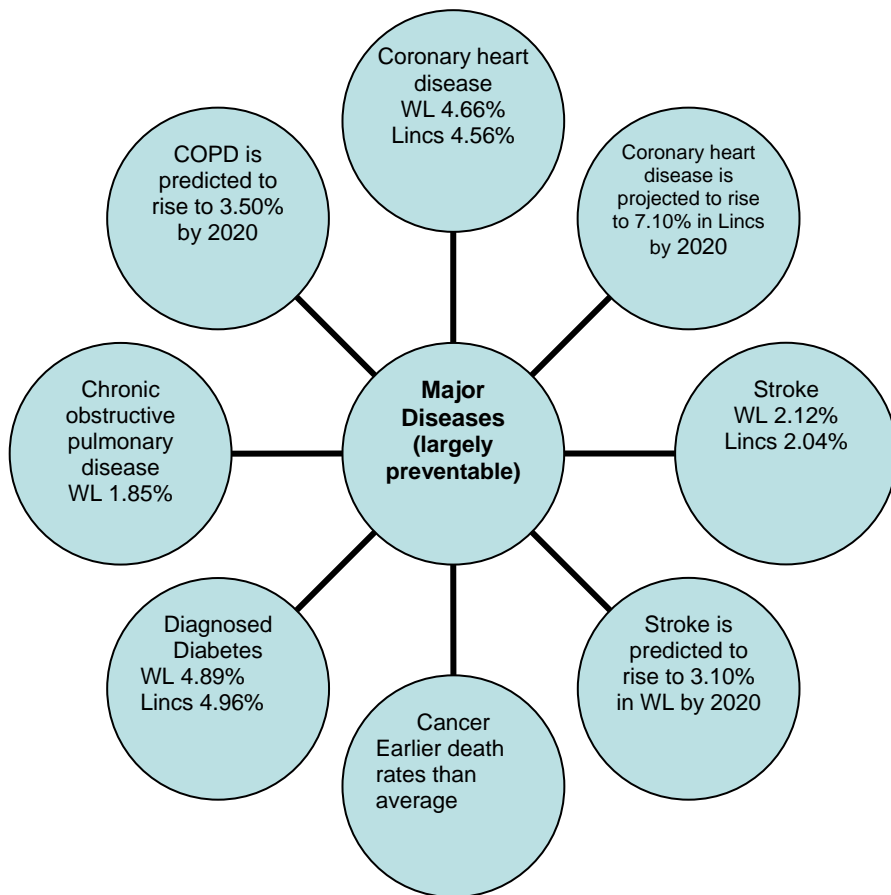 Coronary heart
disease
WL 4.66%
Lincs 4.56%
Coronary heart
disease is
projected to rise
to 7.10% in Lincs
by 2020
Stroke
WL 2.12%
Lincs 2.04%
Stroke is
predicted to
rise to 3.10%
in WL by 2020
Cancer
Earlier death
rates than
average
Diagnosed
Diabetes
WL 4.89%
Lincs 4.96%
Chronic
obstructive
pulmonary
disease
WL 1.85%
COPD is
predicted to
rise to 3.50%
by 2020
Major
Diseases
(largely
preventable)